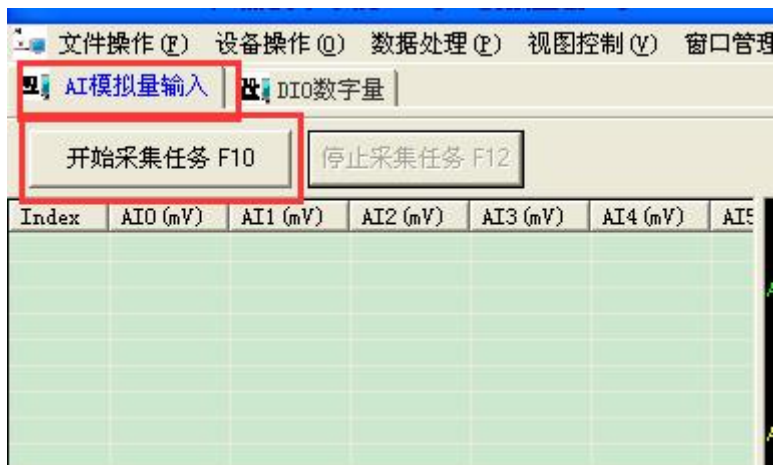 文件操作(F) 设备操作(O) 数据处理(P) 视图控制(V) 窗口管理
AI模拟量输入 DIO数字量
开始采集任务 F10 停止采集任务 F12
Index AI0(mV) AI1(mV) AI2(mV) AI3(mV) AI4(mV) AI5